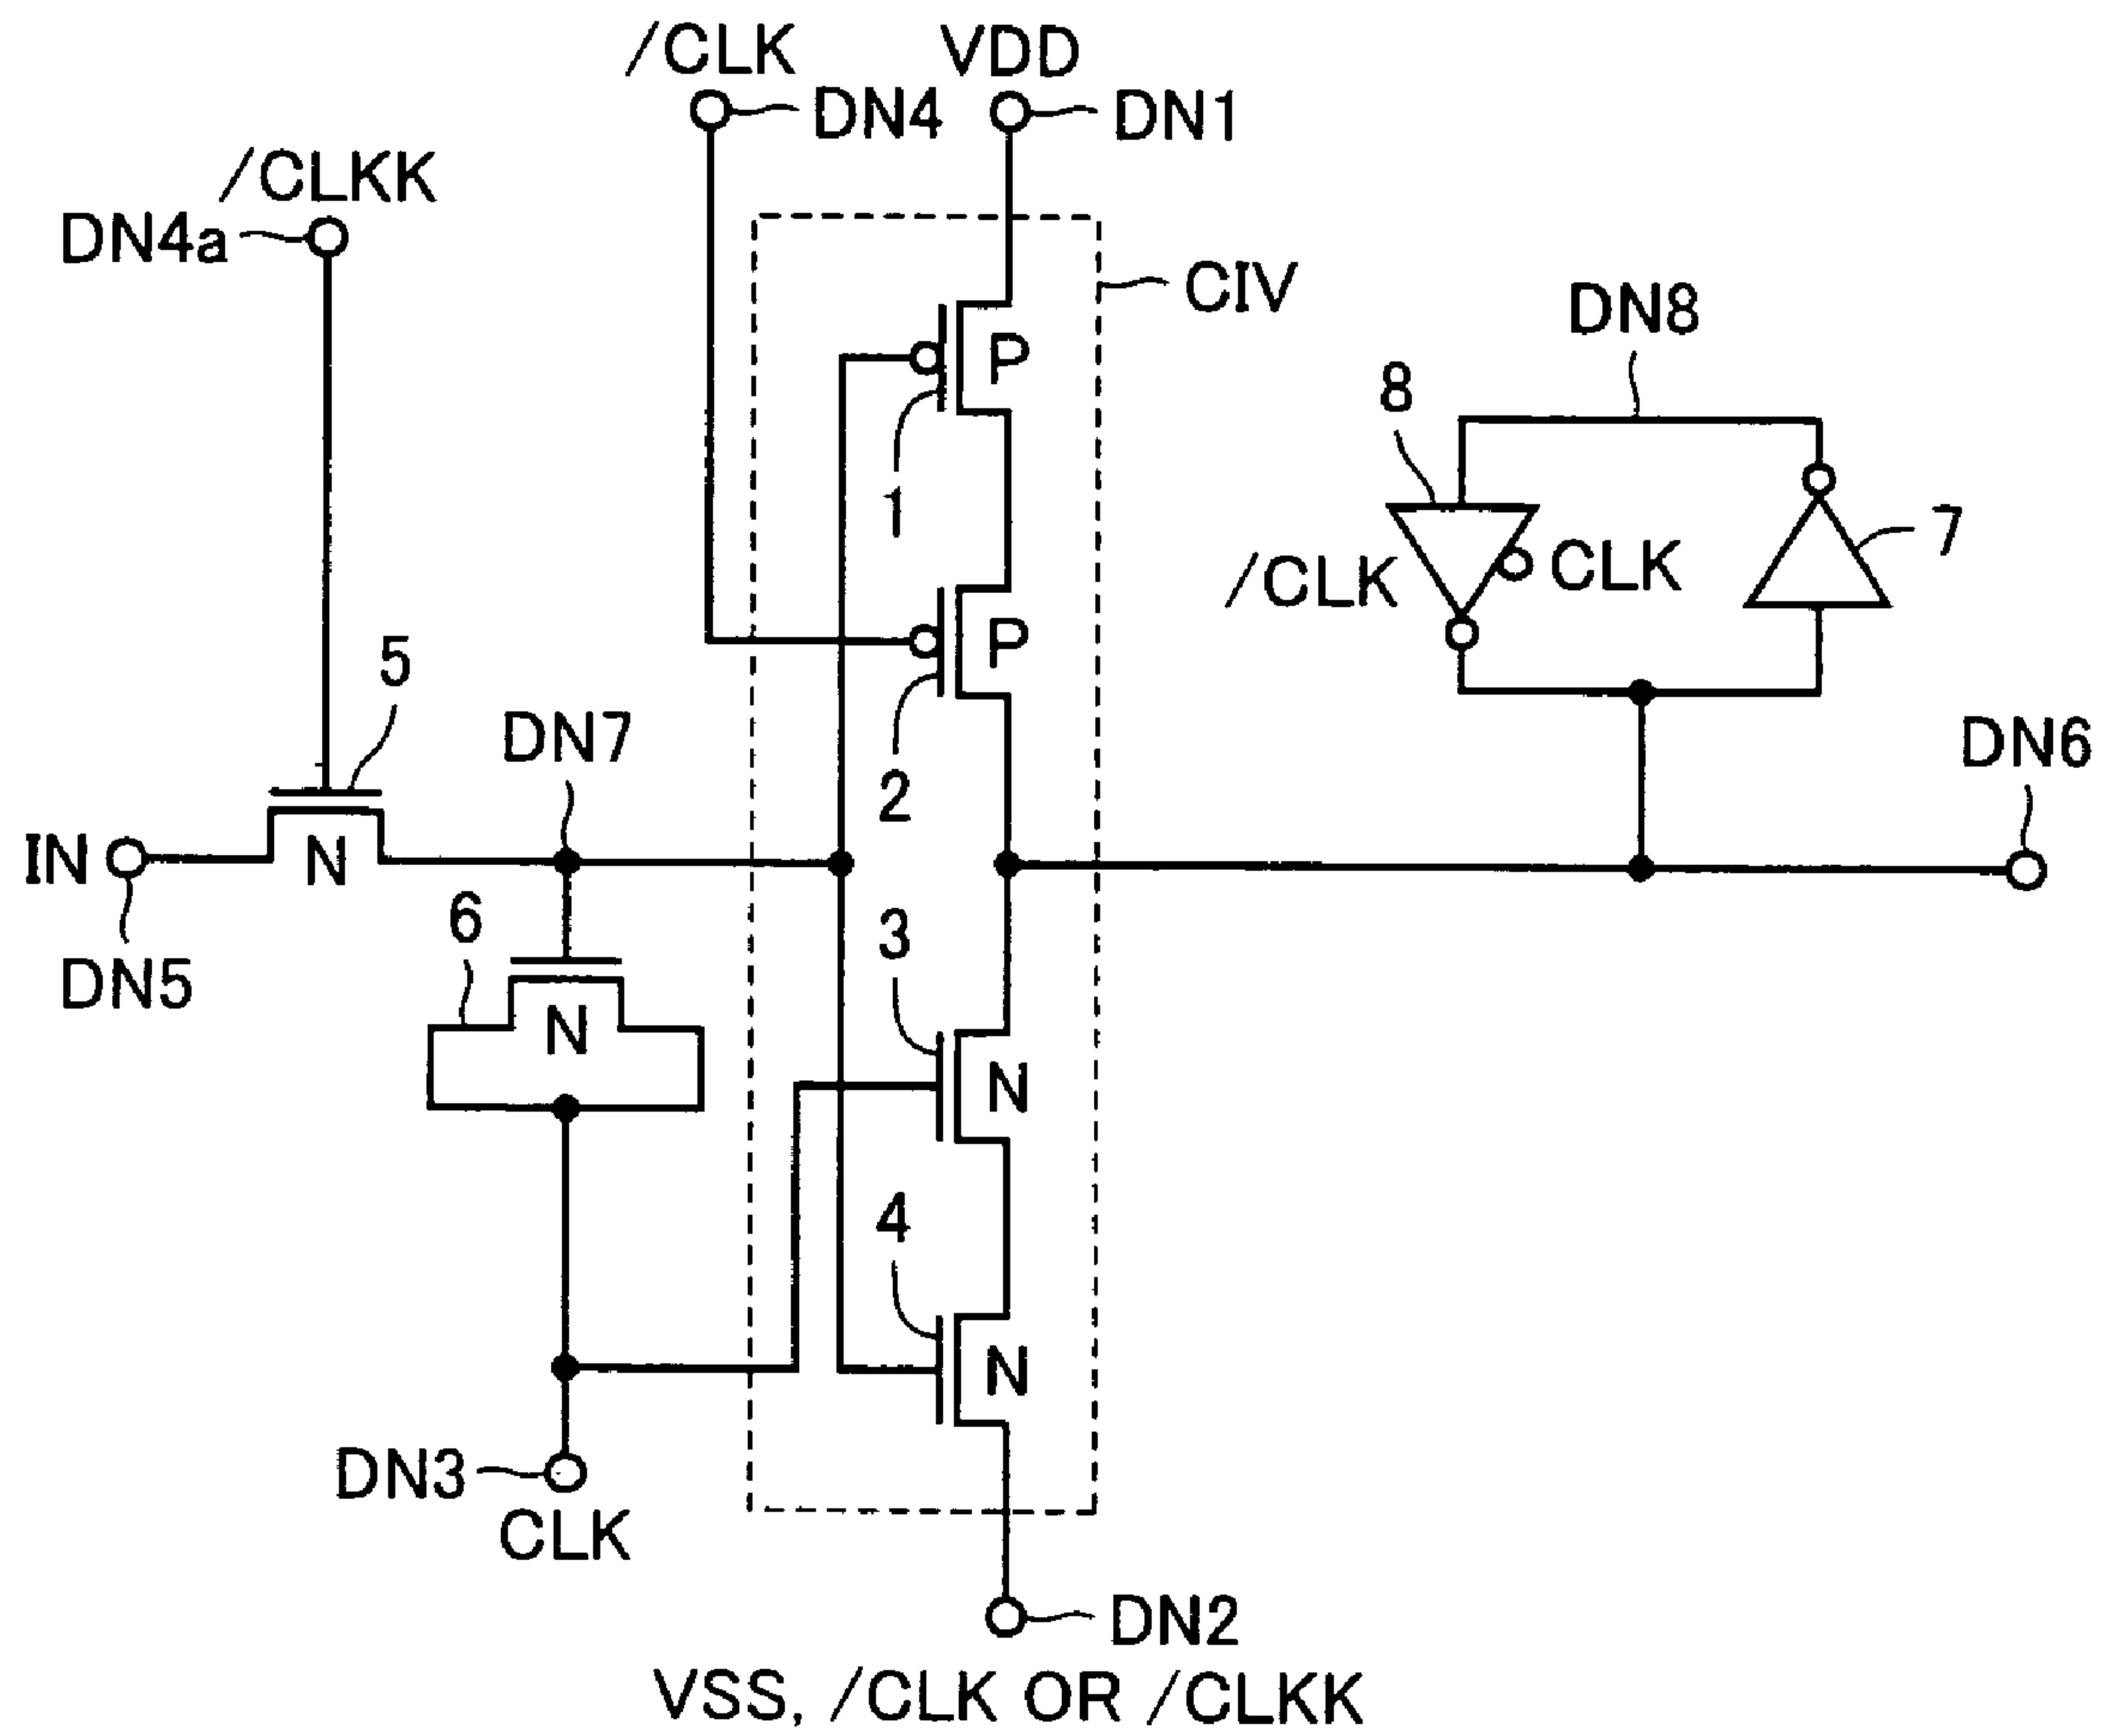 /CLK
VDD
DN4
DN1
/CLKK
DN4a
CIV
DN8
P
8
1
7
/CLK
CLK
P
5
DN7
2
DN6
IN
N
6
3
DN5
N
N
4
N
DN3
CLK
DN2
VSS, /CLK OR /CLKK